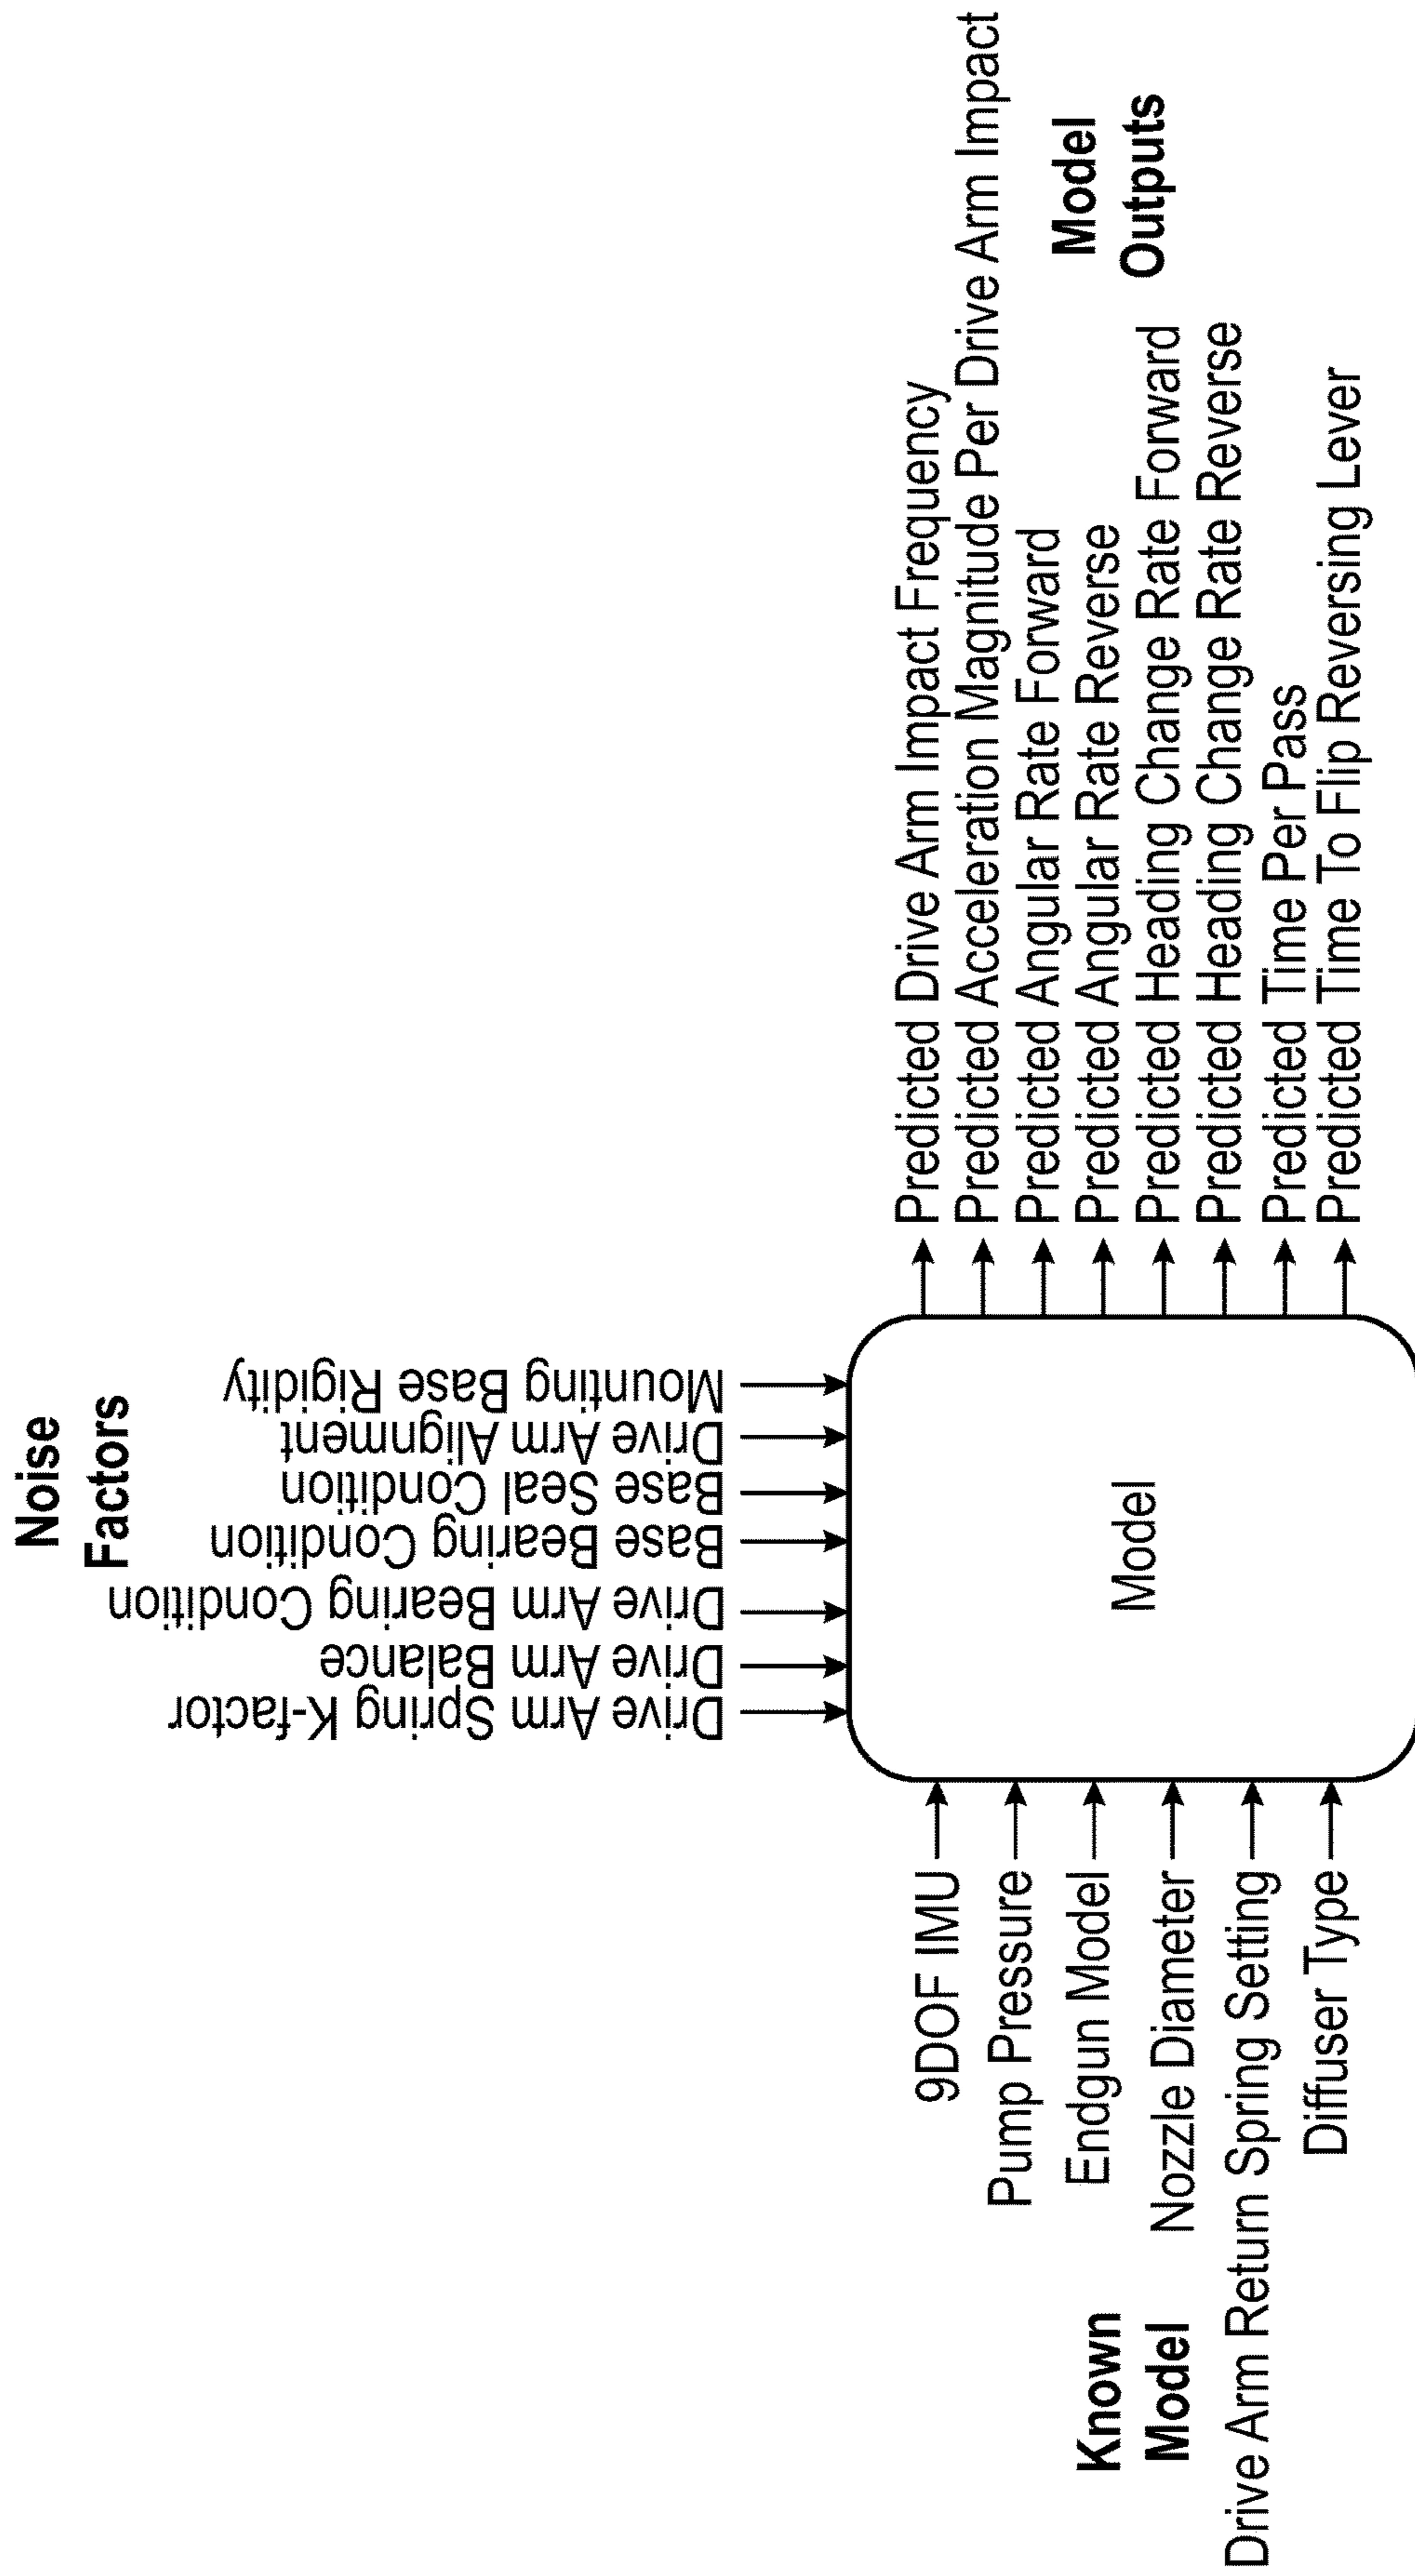 Noise
Factors
Drive Arm Spring K-factor
Drive Arm Balance
Drive Arm Bearing Condition
Base Bearing Condition
Base Seal Condition
Drive Arm Alignment
Mounting Base Rigidity
9DOF IMU
Pump Pressure
Endgun Model
Nozzle Diameter
Drive Arm Return Spring Setting
Diffuser Type
Known
Model
Model
Predicted Drive Arm Impact Frequency
Predicted Acceleration Magnitude Per Drive Arm Impact
Predicted Angular Rate Forward
Predicted Angular Rate Reverse
Predicted Heading Change Rate Forward
Predicted Heading Change Rate Reverse
Predicted Time Per Pass
Predicted Time To Flip Reversing Lever
Model
Outputs